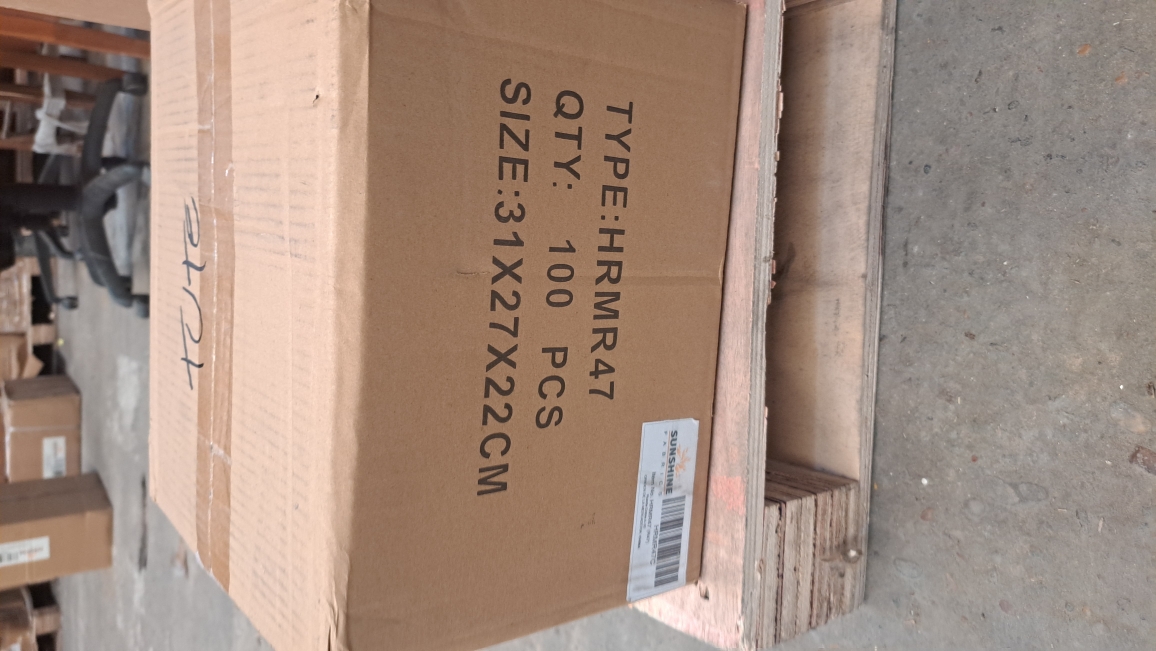 TYPE:HRMR47
QTY: 100 PCS
SIZE:31X27X22CM
SUNSHINE